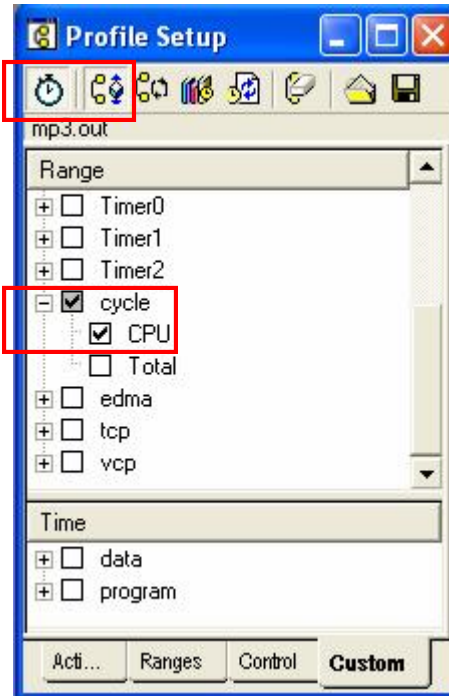 Profile Setup
mp3.out
Range
Timer0
Timer1
Timer2
cycle
CPU
Total
edma
tcp
vcp
Time
data
program
Acti... Ranges Control Custom